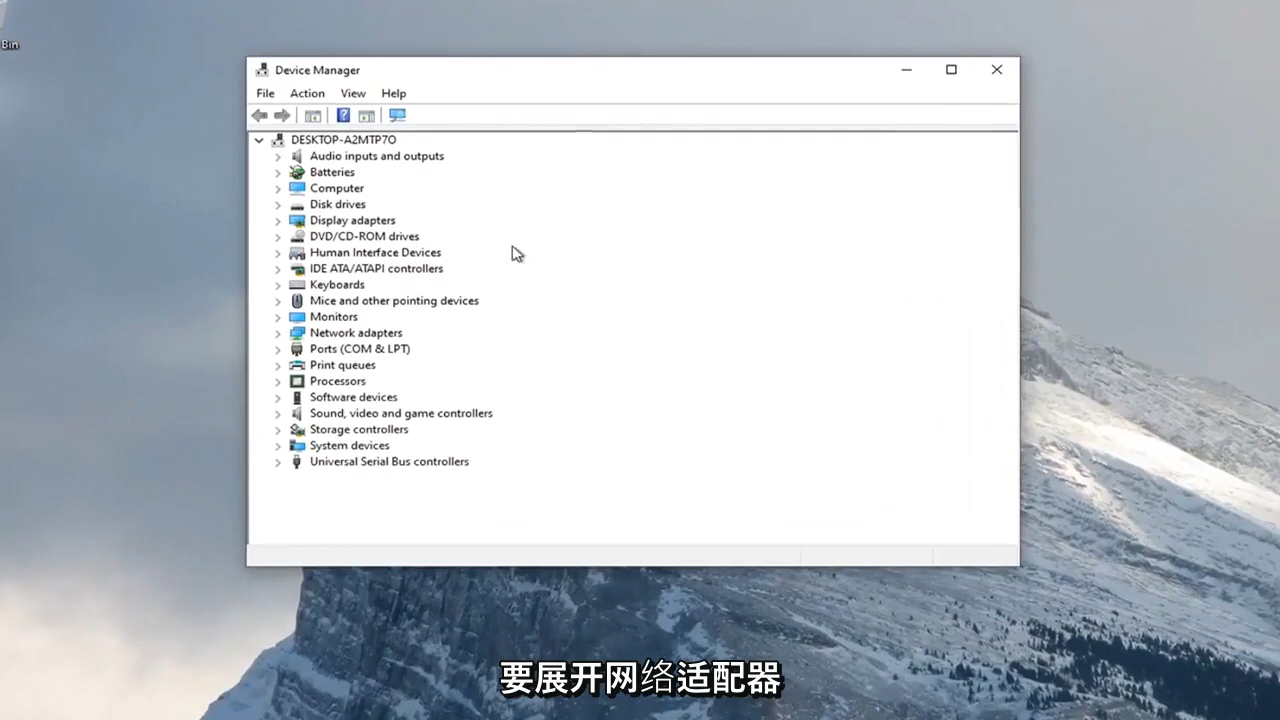 Bin
Device Manager
File Action View Help
DESKTOP-A2MTP7O
Audio inputs and outputs
Batteries
Computer
Disk drives
Display adapters
DVD/CD-ROM drives
Human Interface Devices
IDE ATA/ATAPI controllers
Keyboards
Mice and other pointing devices
Monitors
Network adapters
Ports (COM & LPT)
Print queues
Processors
Software devices
Sound, video and game controllers
Storage controllers
System devices
Universal Serial Bus controllers
要展开网络适配器